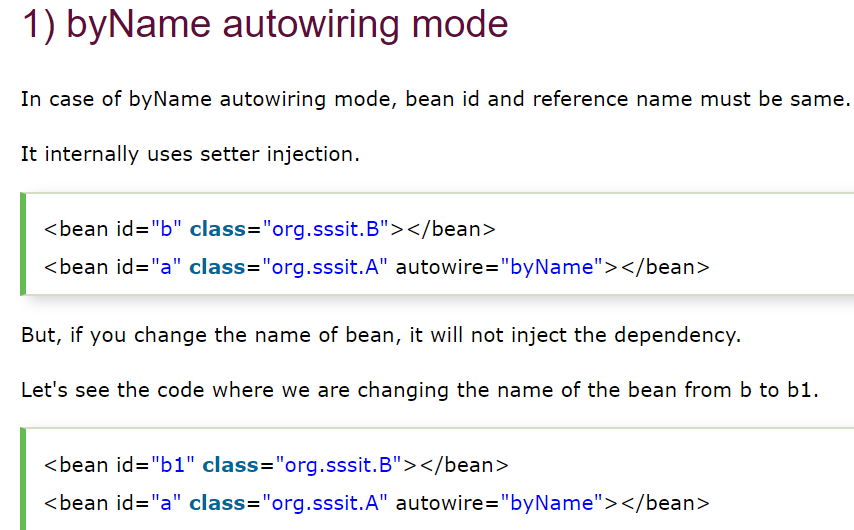 1) byName autowiring mode
In case of byName autowiring mode, bean id and reference name must be same.
It internally uses setter injection.
<bean id="b" class="org.sssit.B"></bean>
<bean id="a" class="org.sssit.A" autowire="byName"></bean>
But, if you change the name of bean, it will not inject the dependency.
Let's see the code where we are changing the name of the bean from b to b1.
<bean id="b1" class="org.sssit.B"></bean>
<bean id="a" class="org.sssit.A" autowire="byName"></bean>